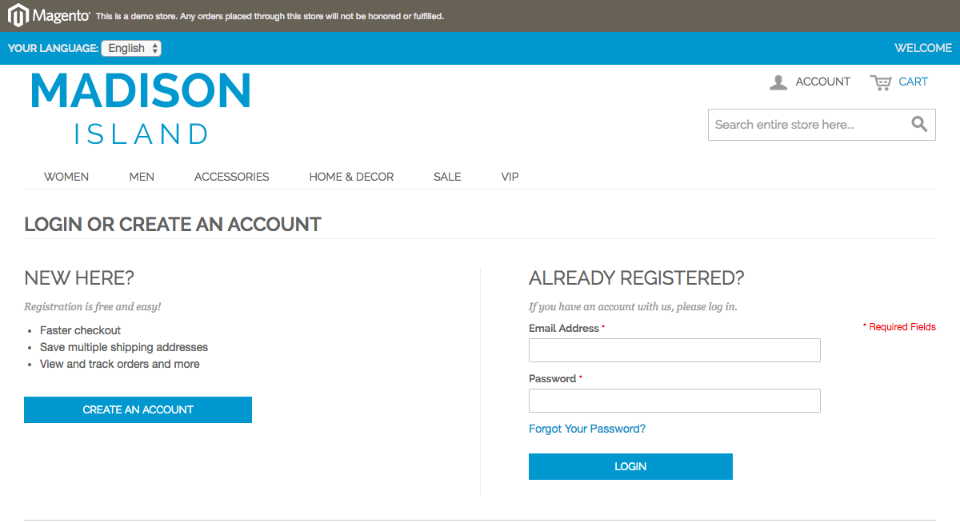 Magento® This is a demo store. Any orders placed through this store will not be honored or fulfilled.
YOUR LANGUAGE: English WELCOME
MADISON
ISLAND
ACCOUNT CART
Search entire store here...
WOMEN MEN ACCESSORIES HOME & DECOR SALE VIP
LOGIN OR CREATE AN ACCOUNT
NEW HERE?
Registration is free and easy!
• Faster checkout
• Save multiple shipping addresses
• View and track orders and more
CREATE AN ACCOUNT
ALREADY REGISTERED?
If you have an account with us, please log in.
Email Address * * Required Fields
Password *
Forgot Your Password?
LOGIN